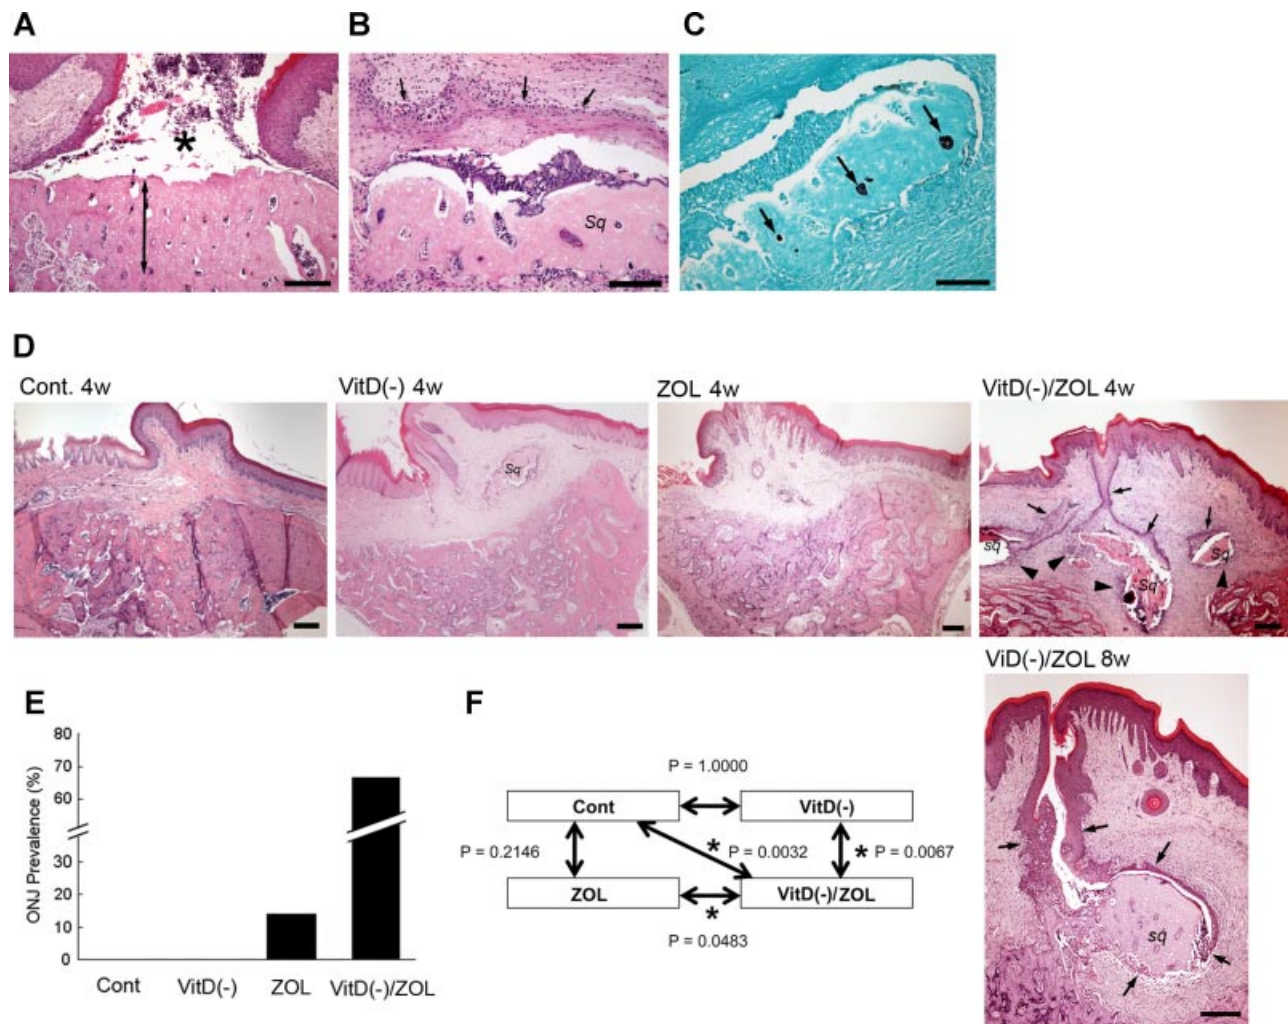 A
B
C
*
Sq
D
Cont. 4w
VitD(-) 4w
ZOL 4w
VitD(-)/ZOL 4w
Sq
sq
Sq
Sq
ViD(-)/ZOL 8w
sq
E
ONJ Prevalence (%)
80
70
60
30
20
10
0
Cont VitD(-) ZOL VitD(-)/ZOL
F
P = 1.0000
Cont VitD(-)
P = 0.2146 * P = 0.0032 * P = 0.0067
ZOL VitD(-)/ZOL
*
P = 0.0483